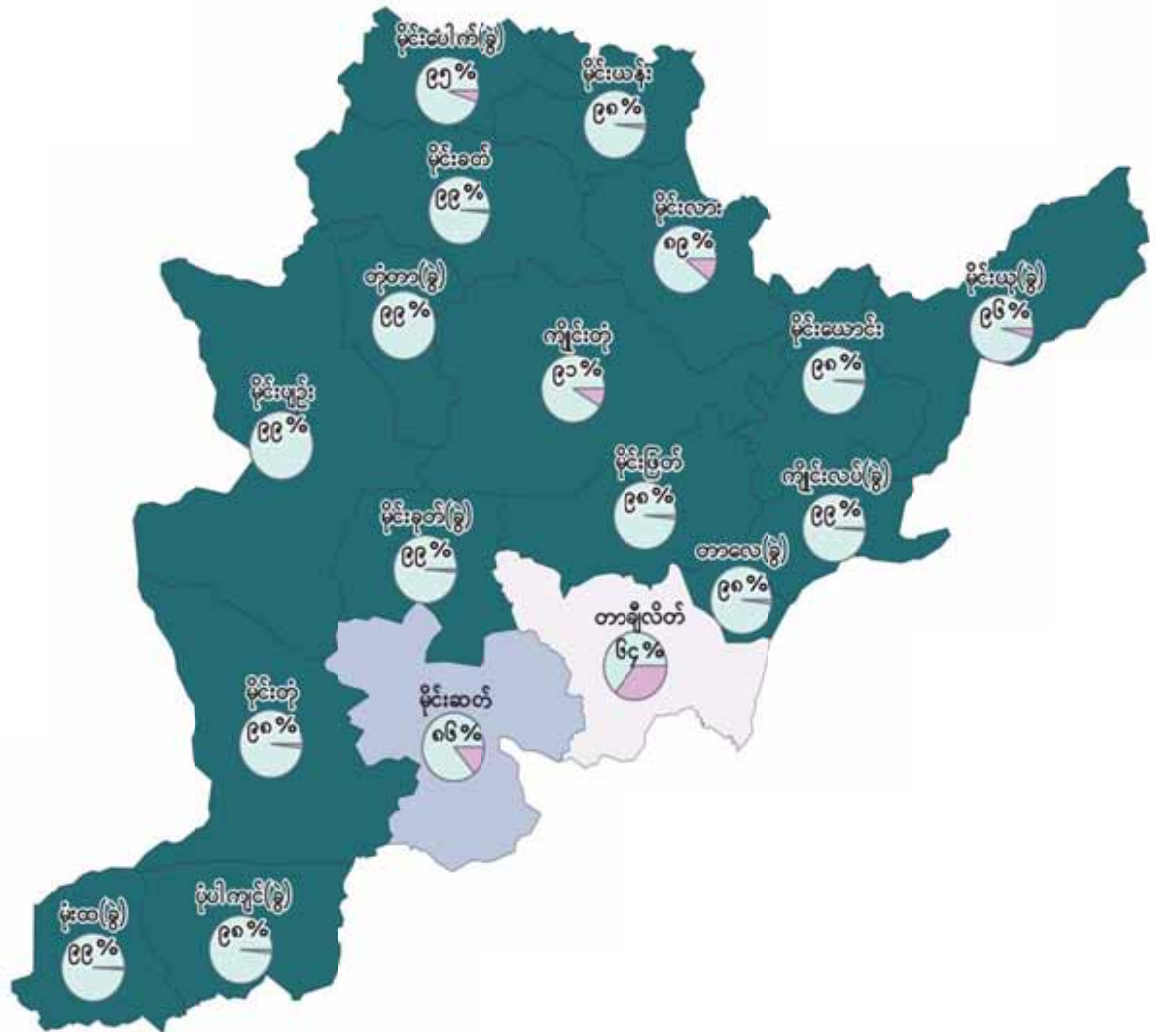 မိုင်းပေါက်(ခွဲ)
၉၅%
မိုင်းယန်း
၉၈%
မိုင်းခတ်
၉၉%
မိုင်းလား
၈၉%
တုံတာ(ခွဲ)
၉၉%
မိုင်းယု(ခွဲ)
၉၆%
ကျိုင်းတုံ
၉၁%
မိုင်းယောင်း
၉၈%
မိုင်းဖျဉ်း
၉၉%
မိုင်းဖြတ်
၉၈%
ကျိုင်းလပ်(ခွဲ)
၉၉%
မိုင်းခုတ်(ခွဲ)
၉၉%
တာလေ(ခွဲ)
၉၈%
တာချီလိတ်
၆၄%
မိုင်းတုံ
၉၈%
မိုင်းဆတ်
၈၆%
မုံးထ(ခွဲ)
၉၉%
ပုံပါကျင်(ခွဲ)
၉၈%